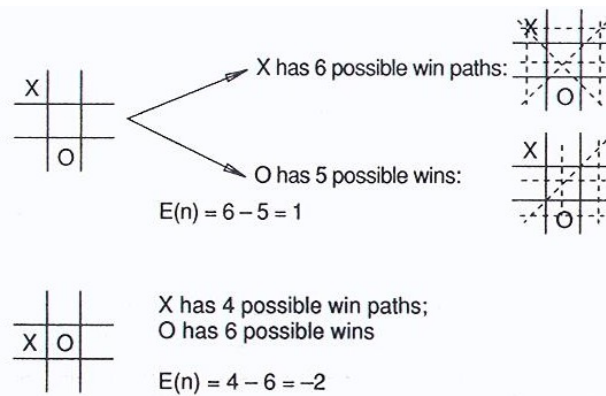 X
O
X has 6 possible win paths:
X
O
O has 5 possible wins:
X
O
E(n) = 6 – 5 = 1
X O
X has 4 possible win paths;
O has 6 possible wins
E(n) = 4 – 6 = –2